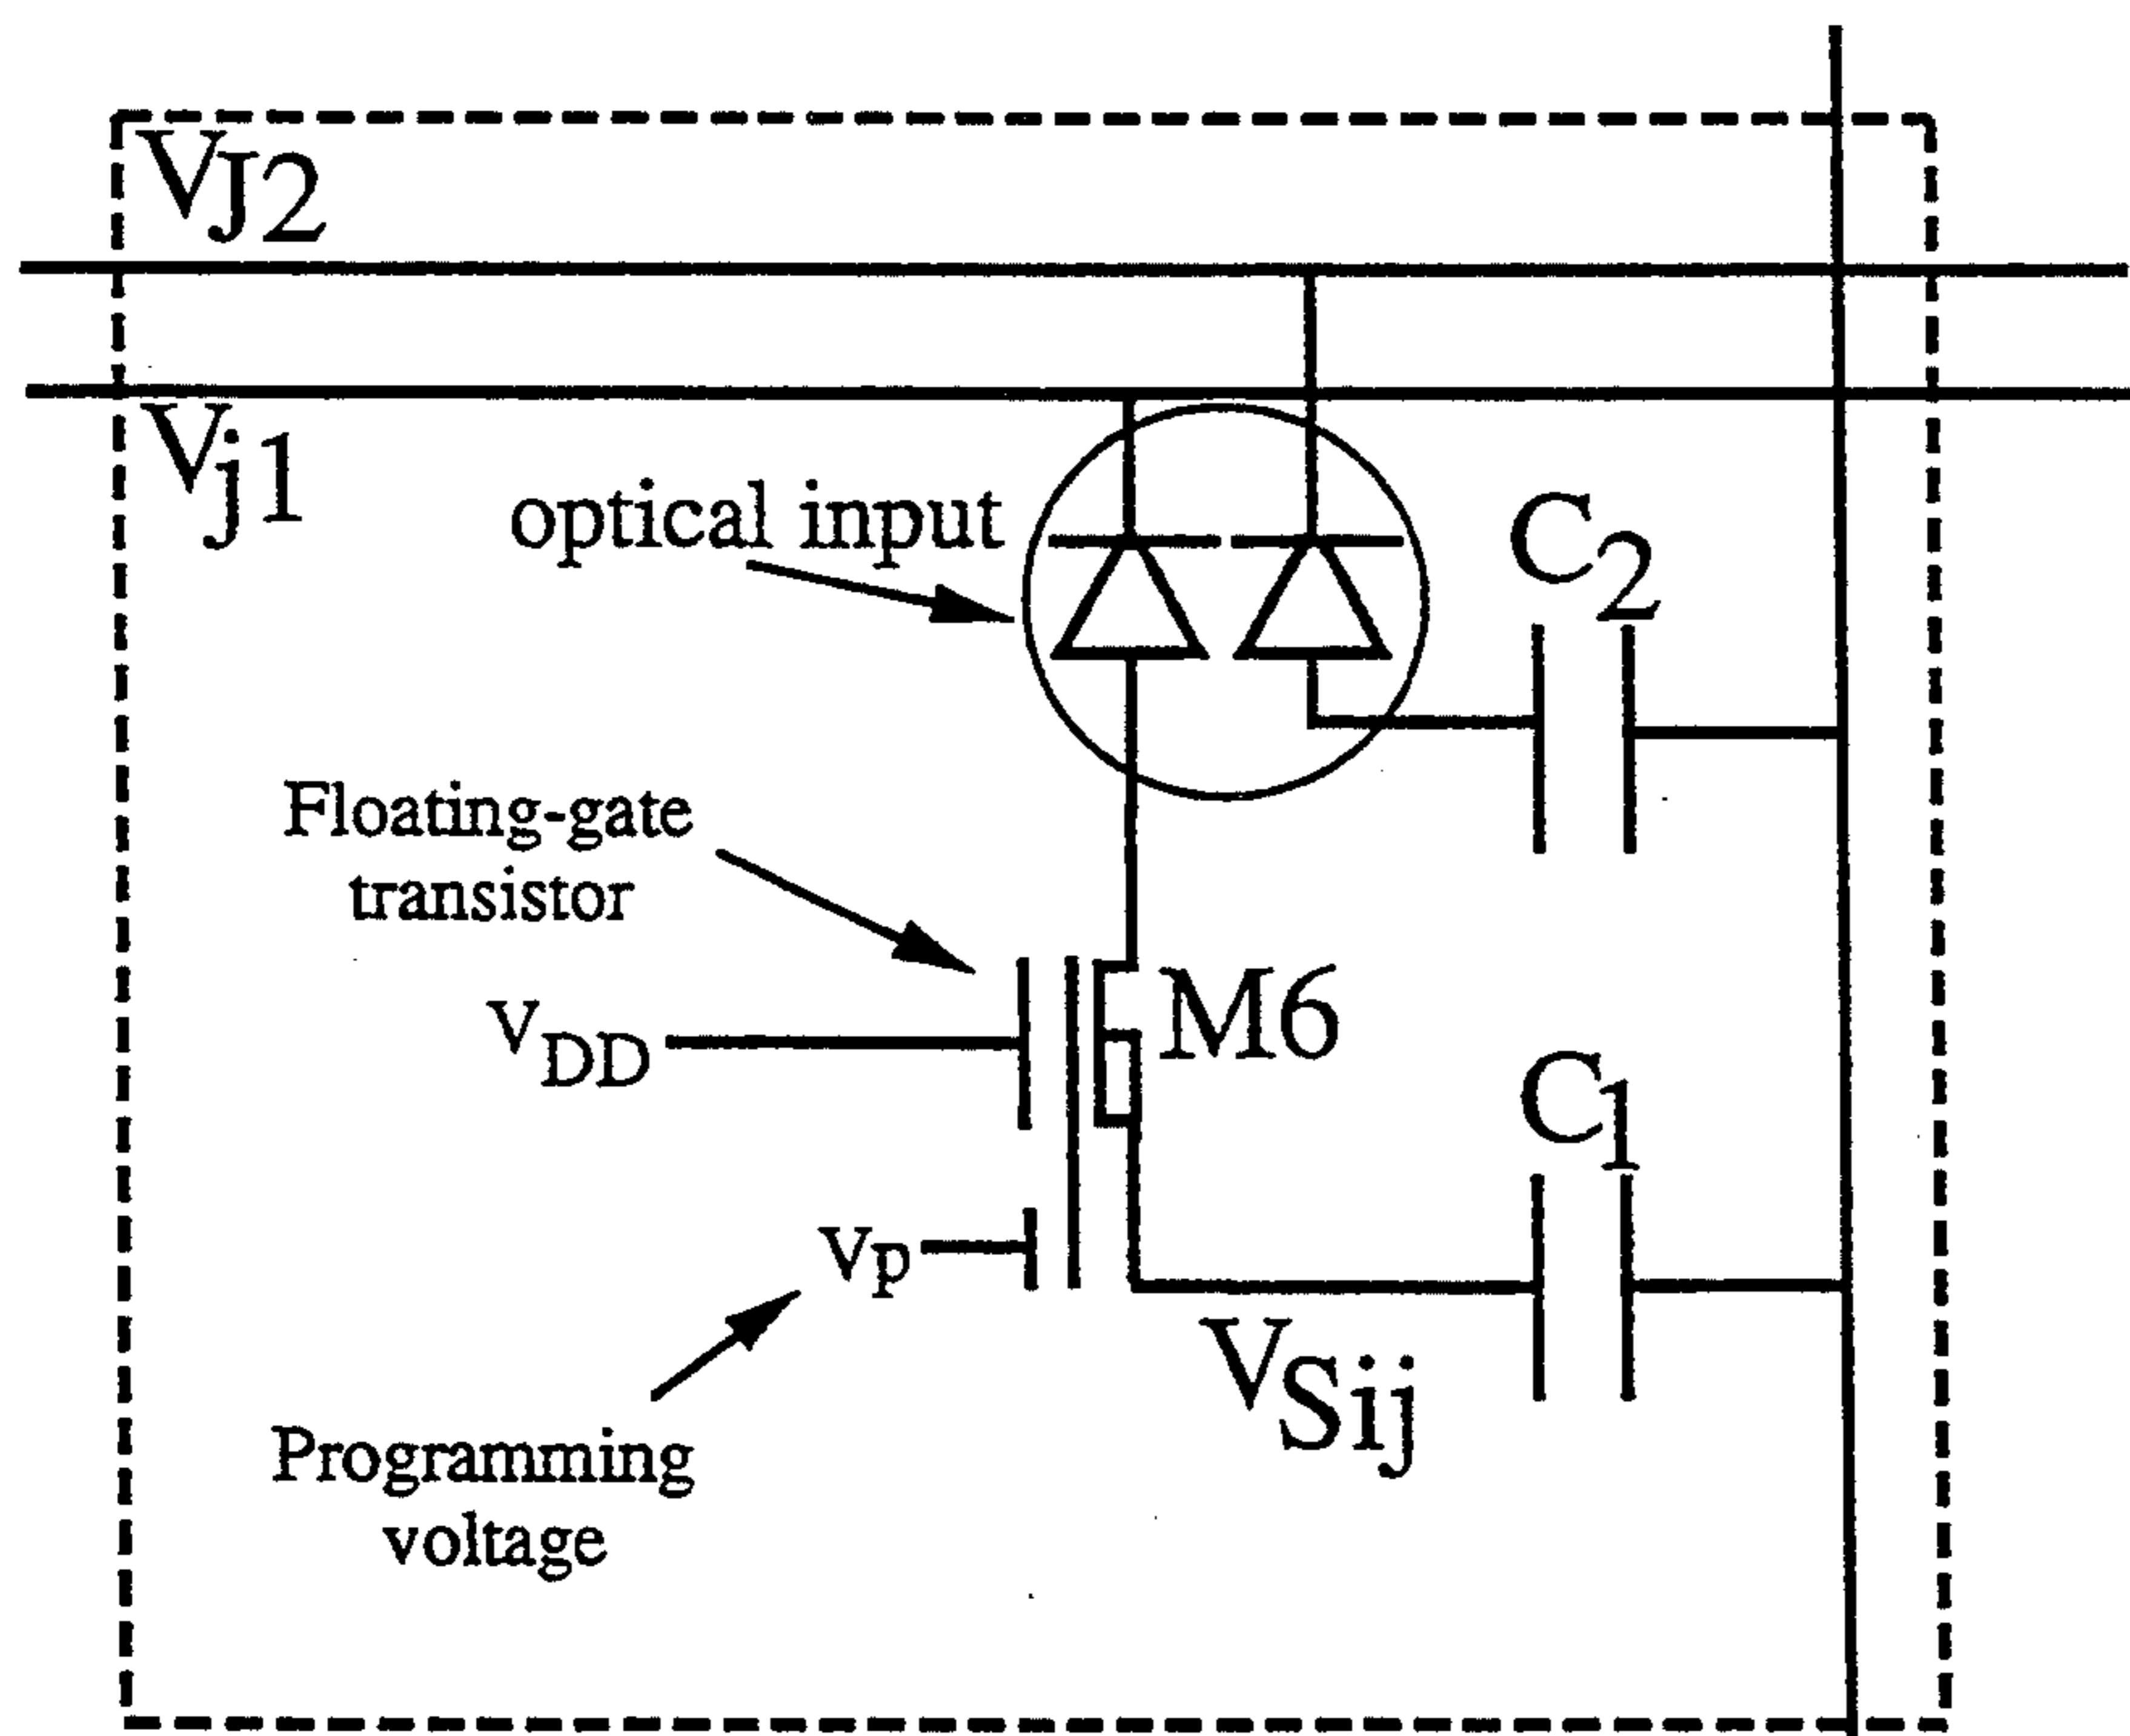 VJ2
Vj1
optical input
C2
Floating-gate
transistor
VDD
M6
C1
Vp
VSij
Programming
voltage